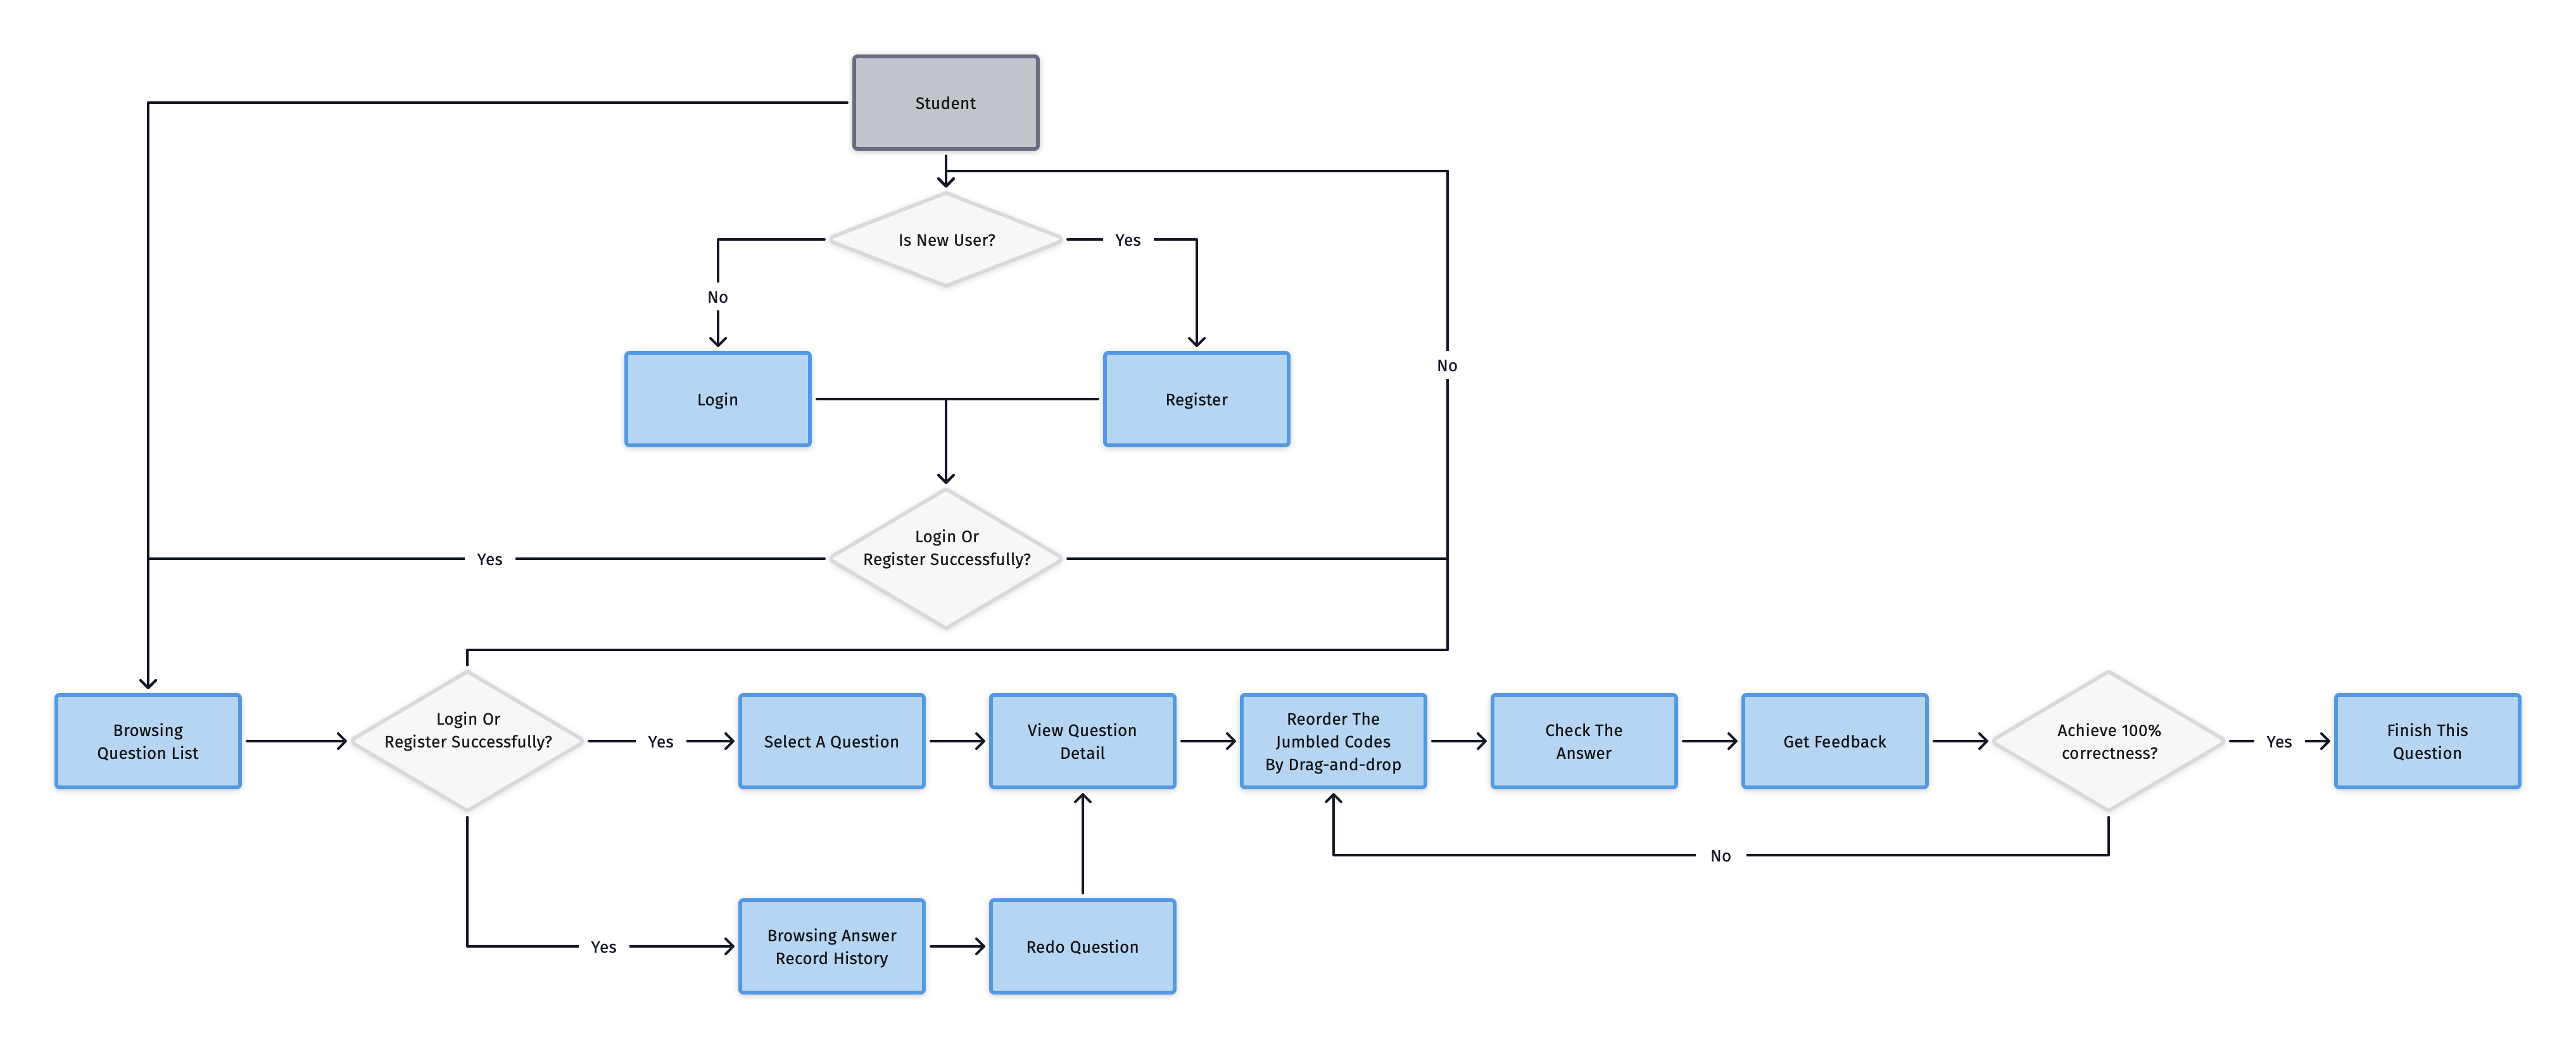 Student
Is New User?
Yes
No
No
Login
Register
Login Or
Register Successfully?
Yes
Browsing
Question List
Login Or
Register Successfully?
Yes
Select A Question
View Question
Detail
Reorder The
Jumbled Codes
By Drag-and-drop
Check The
Answer
Get Feedback
Achieve 100%
correctness?
Yes
Finish This
Question
No
Yes
Browsing Answer
Record History
Redo Question